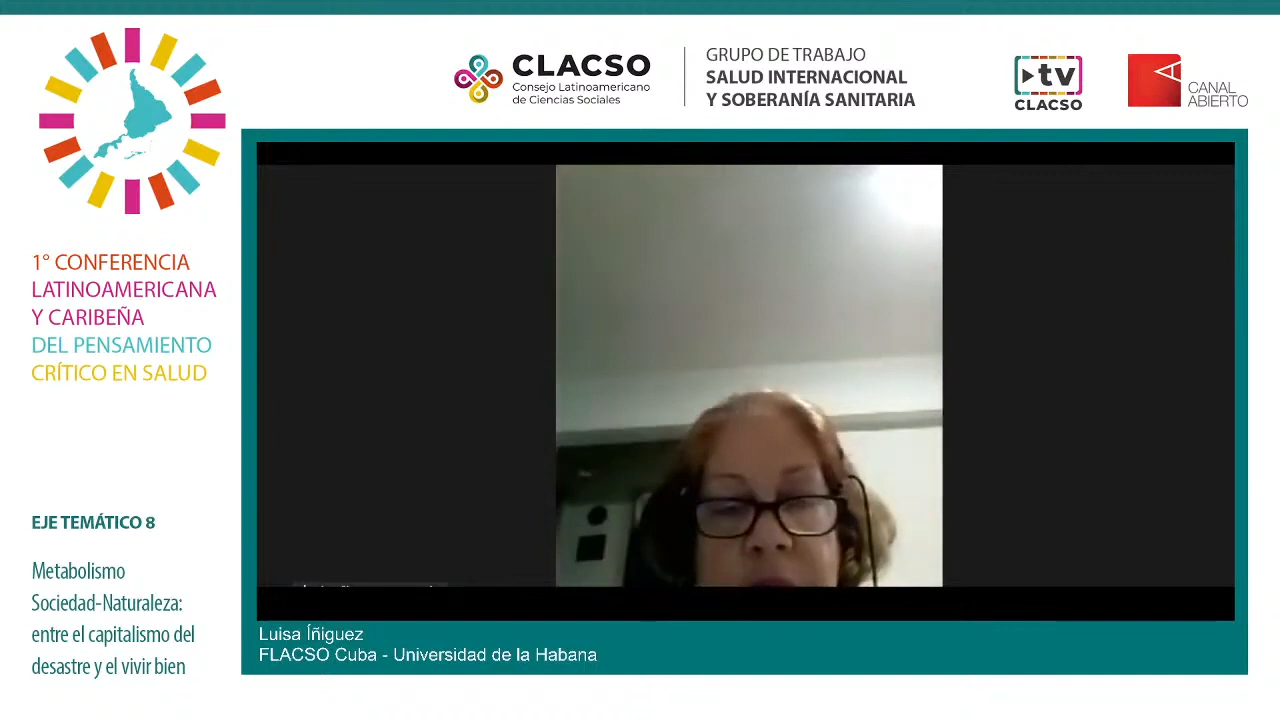 CLACSO
Consejo Latinoamericano
de Ciencias Sociales
GRUPO DE TRABAJO
SALUD INTERNACIONAL
Y SOBERANÍA SANITARIA
tv
CLACSO
CANAL
ABIERTO
1° CONFERENCIA
LATINOAMERICANA
Y CARIBEÑA
DEL PENSAMIENTO
CRÍTICO EN SALUD
EJE TEMÁTICO 8
Metabolismo
Sociedad-Naturaleza:
entre el capitalismo del
desastre y el vivir bien
Luisa Íñiguez
FLACSO Cuba - Universidad de la Habana